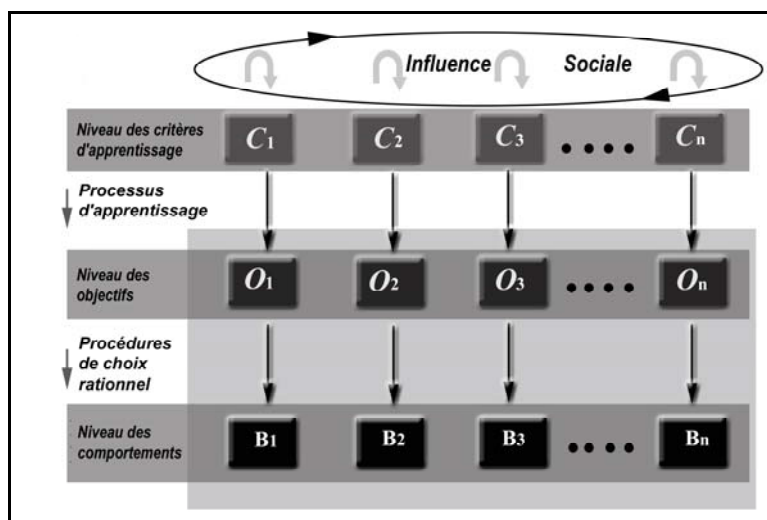 Influence Sociale
Niveau des critères
d'apprentissage
C1 C2 C3 •••• Cn
Processus
d'apprentissage
Niveau des
objectifs
O1 O2 O3 •••• On
Procédures
de choix
rationnel
Niveau des
comportements
B1 B2 B3 •••• Bn